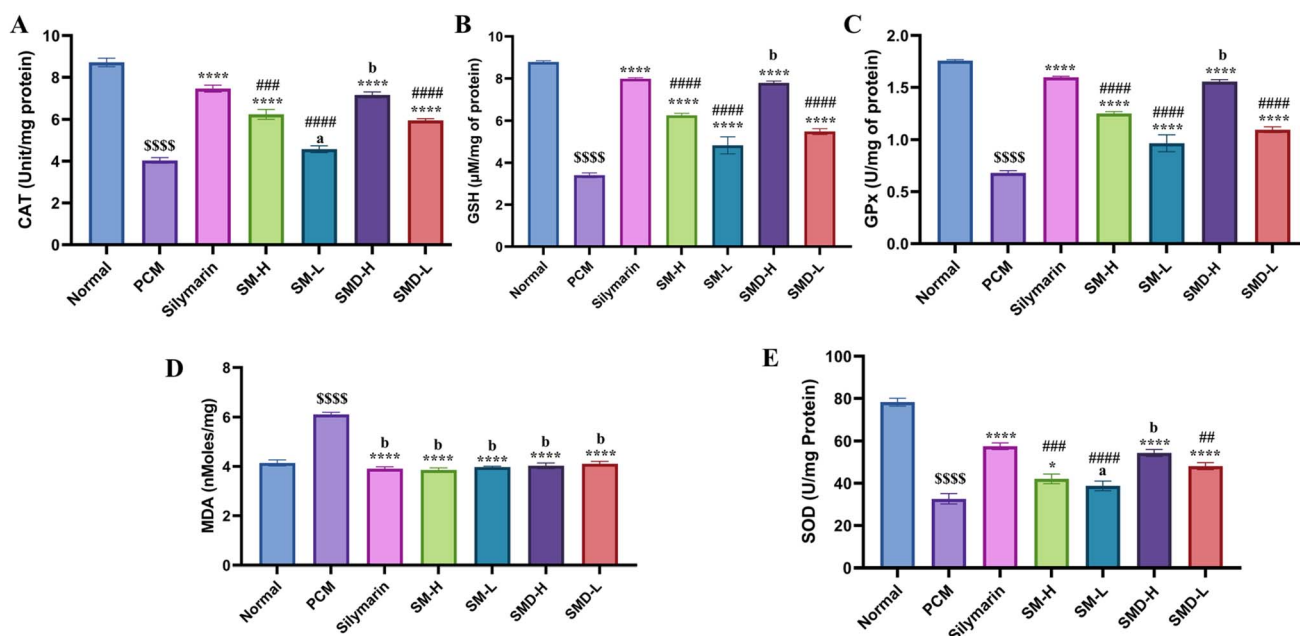 A
CAT (Unit/mg protein)
10
8
6
4
2
0
$$$$
****
###
****
####
a
b
****
####
****
Normal
PCM
Silymarin
SM-H
SM-L
SMD-H
SMD-L
B
GSH (µM/mg of protein)
10
8
6
4
2
0
$$$$
****
####
****
####
****
b
****
####
****
Normal
PCM
Silymarin
SM-H
SM-L
SMD-H
SMD-L
C
GPx (U/mg of protein)
2.0
1.5
1.0
0.5
0.0
$$$$
****
####
****
####
****
b
****
####
****
Normal
PCM
Silymarin
SM-H
SM-L
SMD-H
SMD-L
D
MDA (nMoles/mg)
8
6
4
2
0
$$$$
b
****
b
****
b
****
b
****
b
****
Normal
PCM
Silymarin
SM-H
SM-L
SMD-H
SMD-L
E
SOD (U/mg Protein)
100
80
60
40
20
0
$$$$
****
###
*
####
a
b
****
##
****
Normal
PCM
Silymarin
SM-H
SM-L
SMD-H
SMD-L